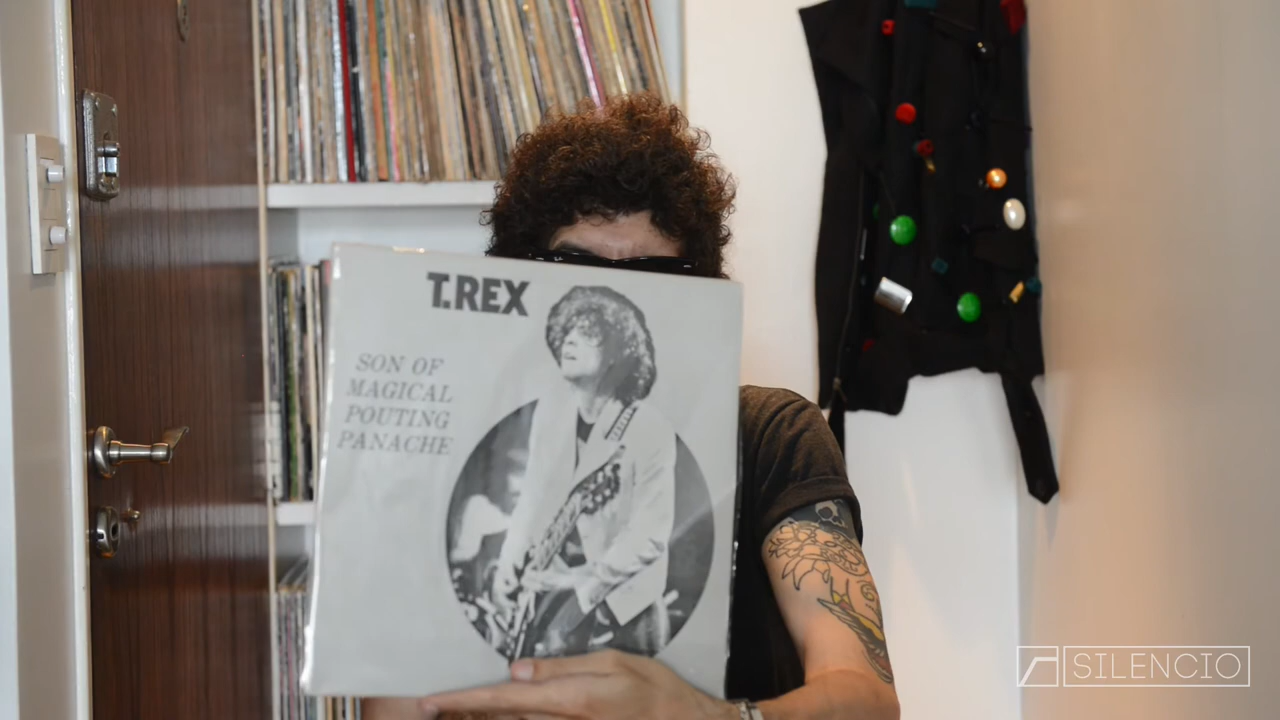 T.REX
SON OF
MAGICAL
POUTING
PANACHE
SILENCIO